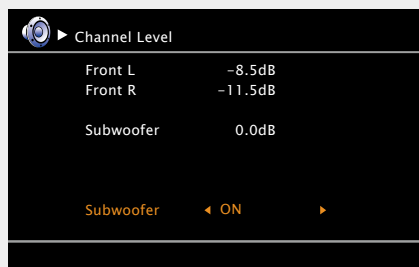 Channel Level
Front L -8.5dB
Front R -11.5dB
Subwoofer 0.0dB
Subwoofer ON